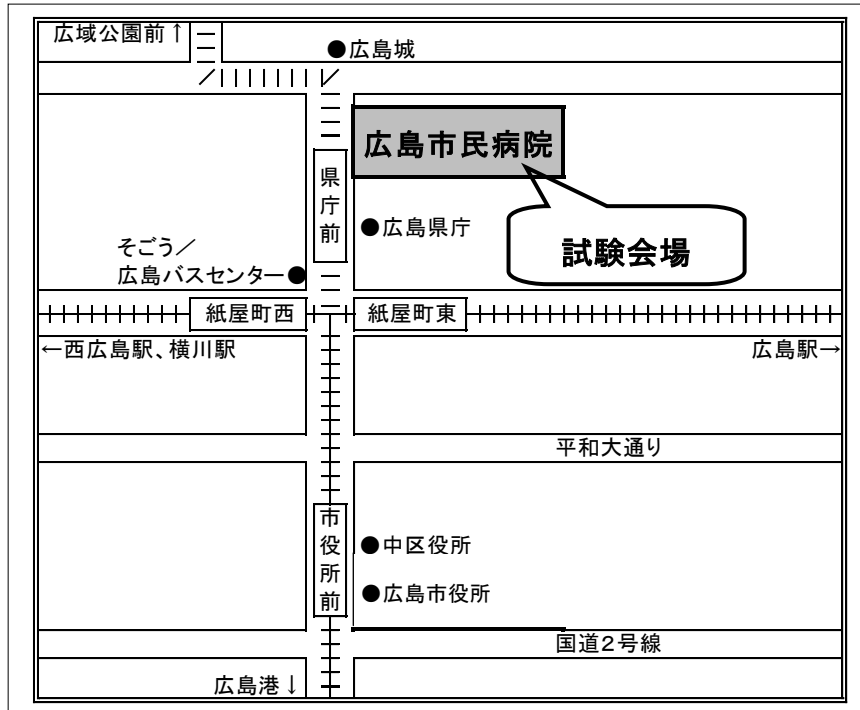 広域公園前↑
●広島城
広島市民病院
県庁前
●広島県庁
試験会場
そごう/
広島バスセンター●
紙屋町西
紙屋町東
←西広島駅、横川駅
広島駅→
平和大通り
市役所前
●中区役所
●広島市役所
国道2号線
広島港↓